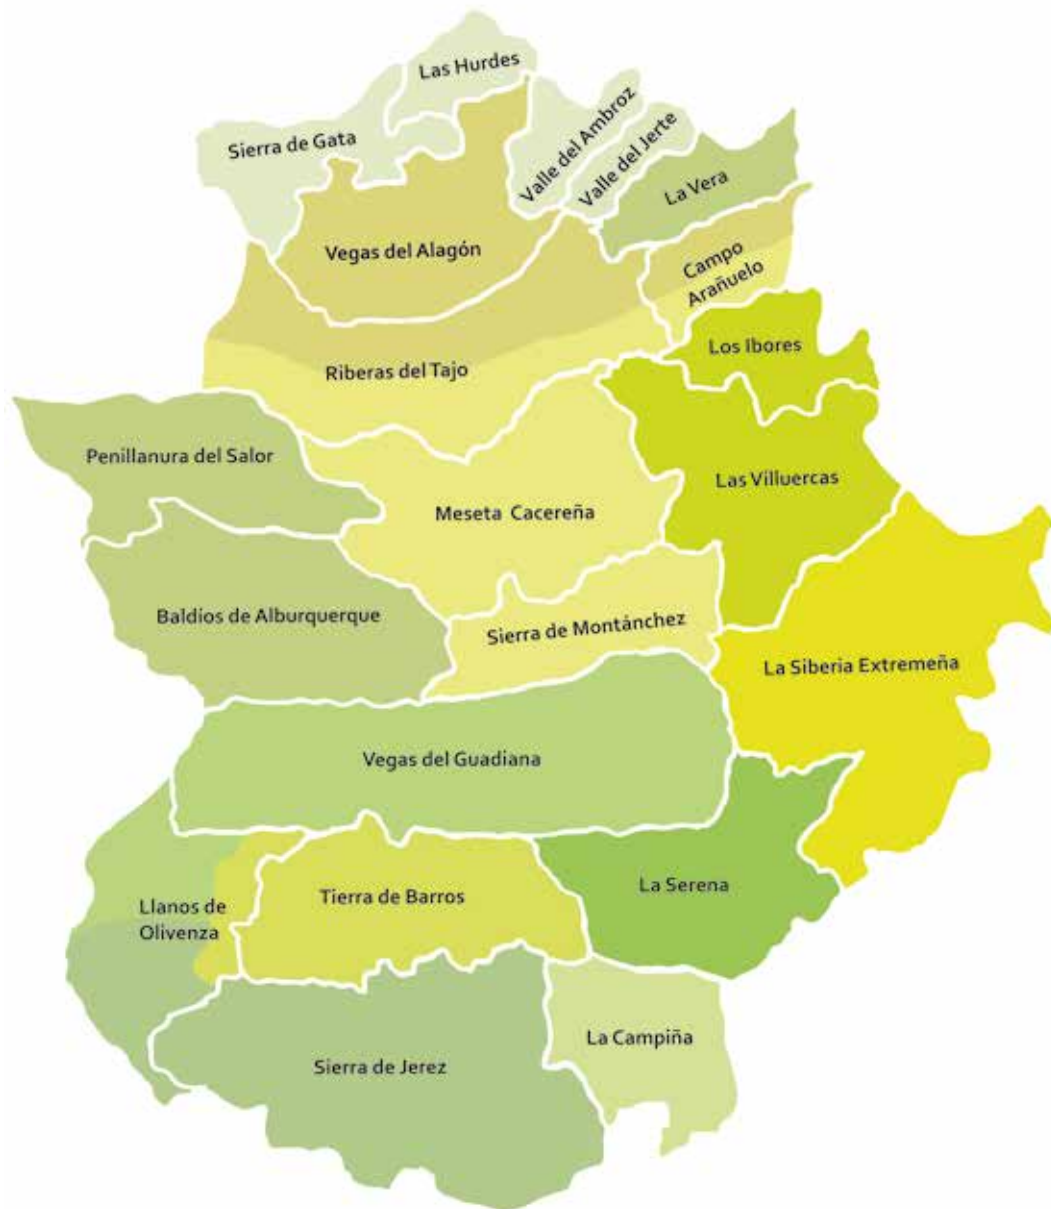 Las Hurdes
Sierra de Gata
Valle del Ambroz
Valle del Jerte
La Vera
Vegas del Alagón
Campo
Arañuelo
Los Ibores
Riberas del Tajo
Penillanura del Salor
Las Villuercas
Meseta Cacereña
Baldíos de Alburquerque
Sierra de Montánchez
La Siberia Extremeña
Vegas del Guadiana
La Serena
Tierra de Barros
Llanos de
Olivenza
La Campiña
Sierra de Jerez